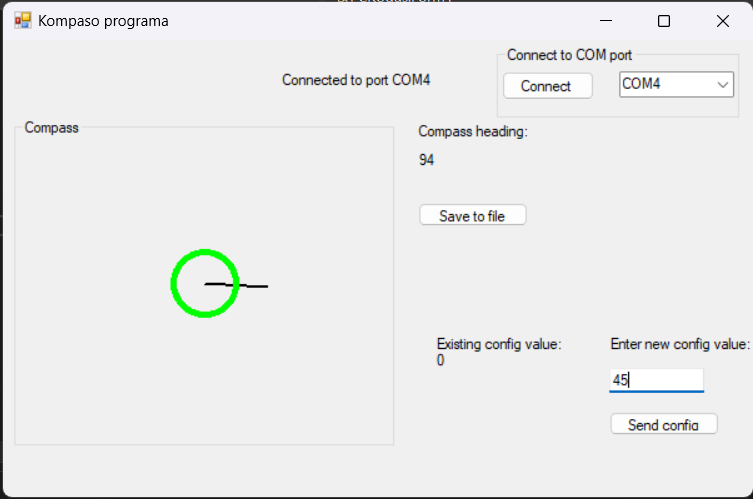 Kompaso programa
Connect to COM port
Connected to port COM4
Connect
COM4
Compass
Compass heading:
94
Save to file
Existing config value:
0
Enter new config value:
45
Send config